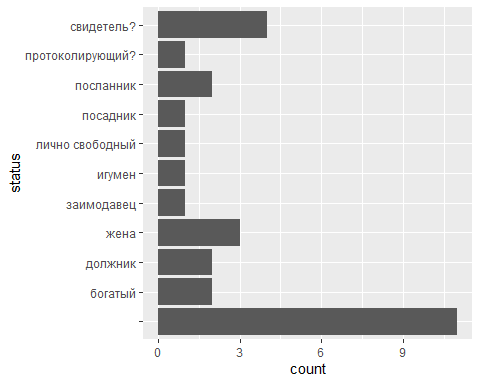 свидетель?
протоколирующий?
посланник
посадник
лично свободный
игумен
заимодавец
жена
должник
богатый
status
0 3 6 9
count